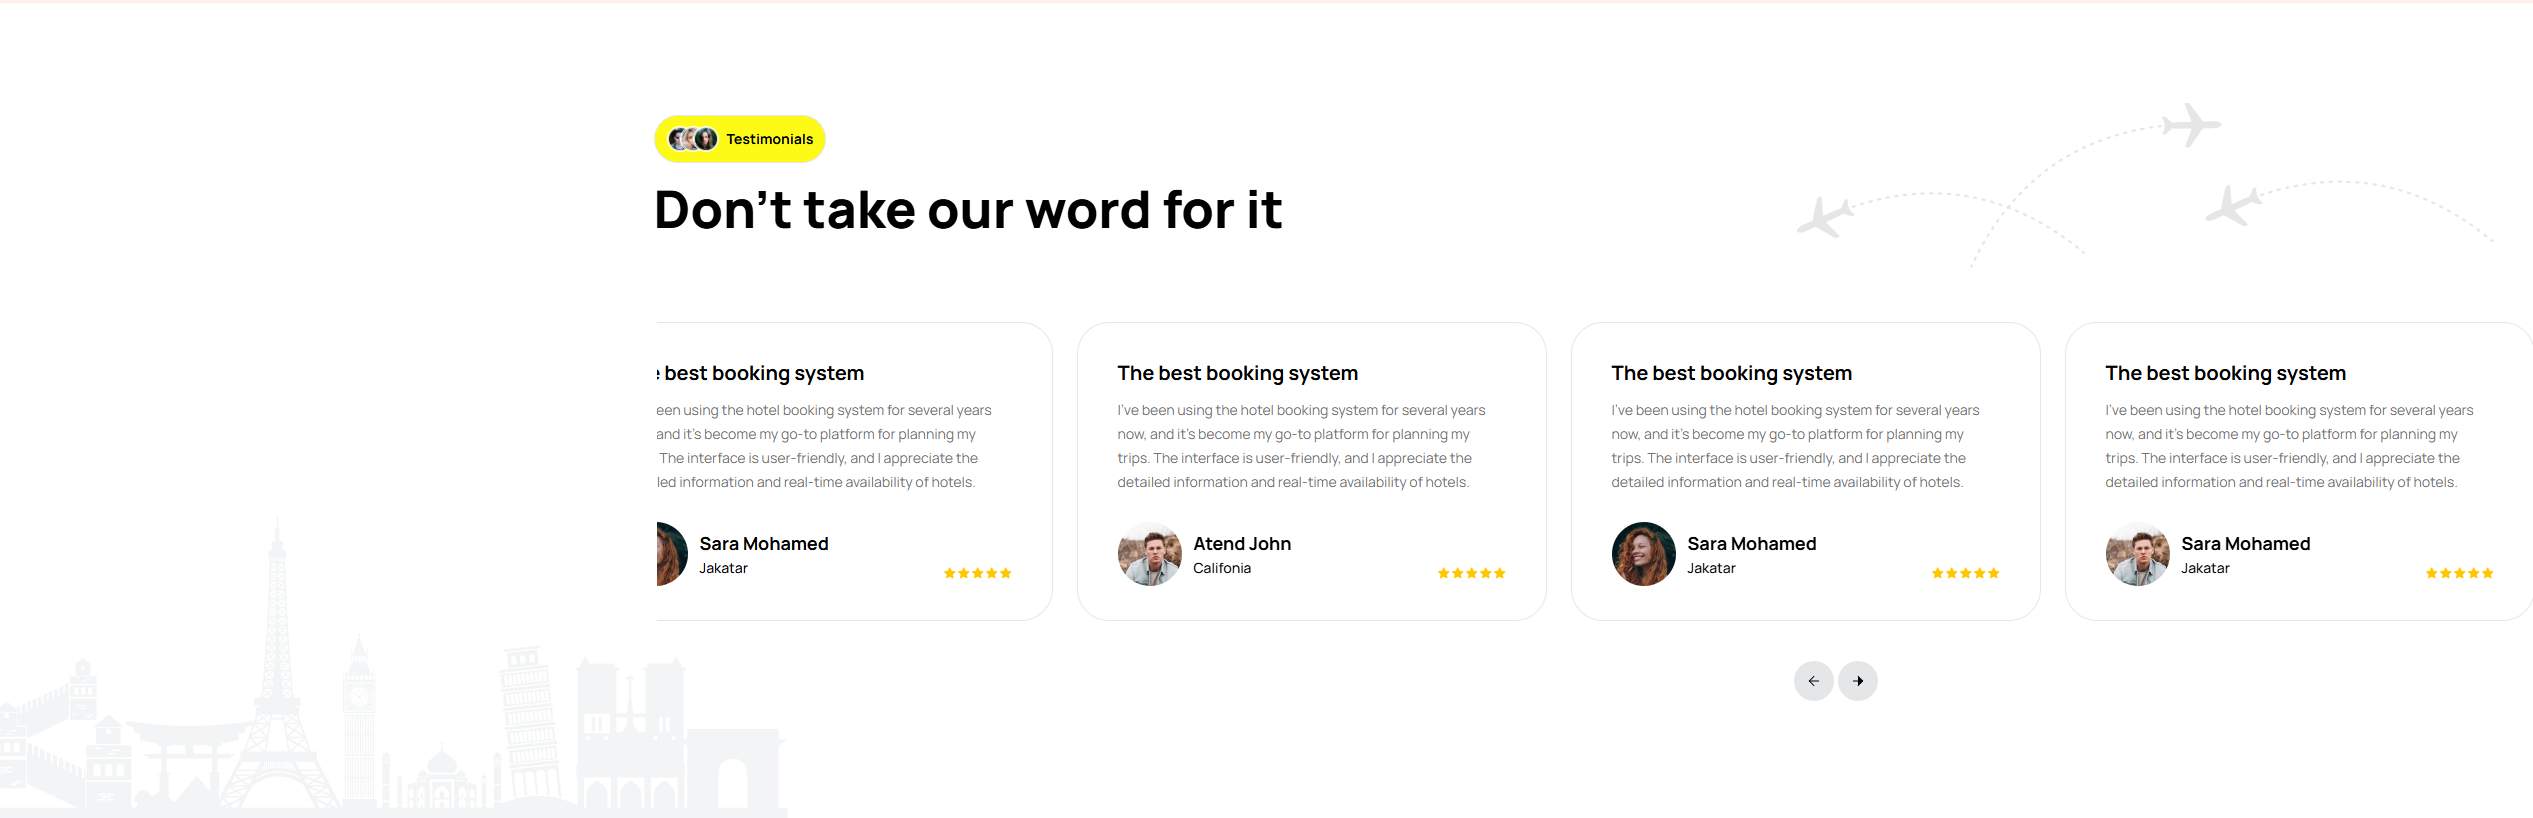 Testimonials
Don't take our word for it
best booking system
een using the hotel booking system for several years
and it's become my go-to platform for planning my
The interface is user-friendly, and I appreciate the
led information and real-time availability of hotels.
Sara Mohamed
Jakatar
The best booking system
I've been using the hotel booking system for several years
now, and it's become my go-to platform for planning my
trips. The interface is user-friendly, and I appreciate the
detailed information and real-time availability of hotels.
Atend John
Califonia
The best booking system
I've been using the hotel booking system for several years
now, and it's become my go-to platform for planning my
trips. The interface is user-friendly, and I appreciate the
detailed information and real-time availability of hotels.
Sara Mohamed
Jakatar
The best booking system
I've been using the hotel booking system for several years
now, and it's become my go-to platform for planning my
trips. The interface is user-friendly, and I appreciate the
detailed information and real-time availability of hotels.
Sara Mohamed
Jakatar